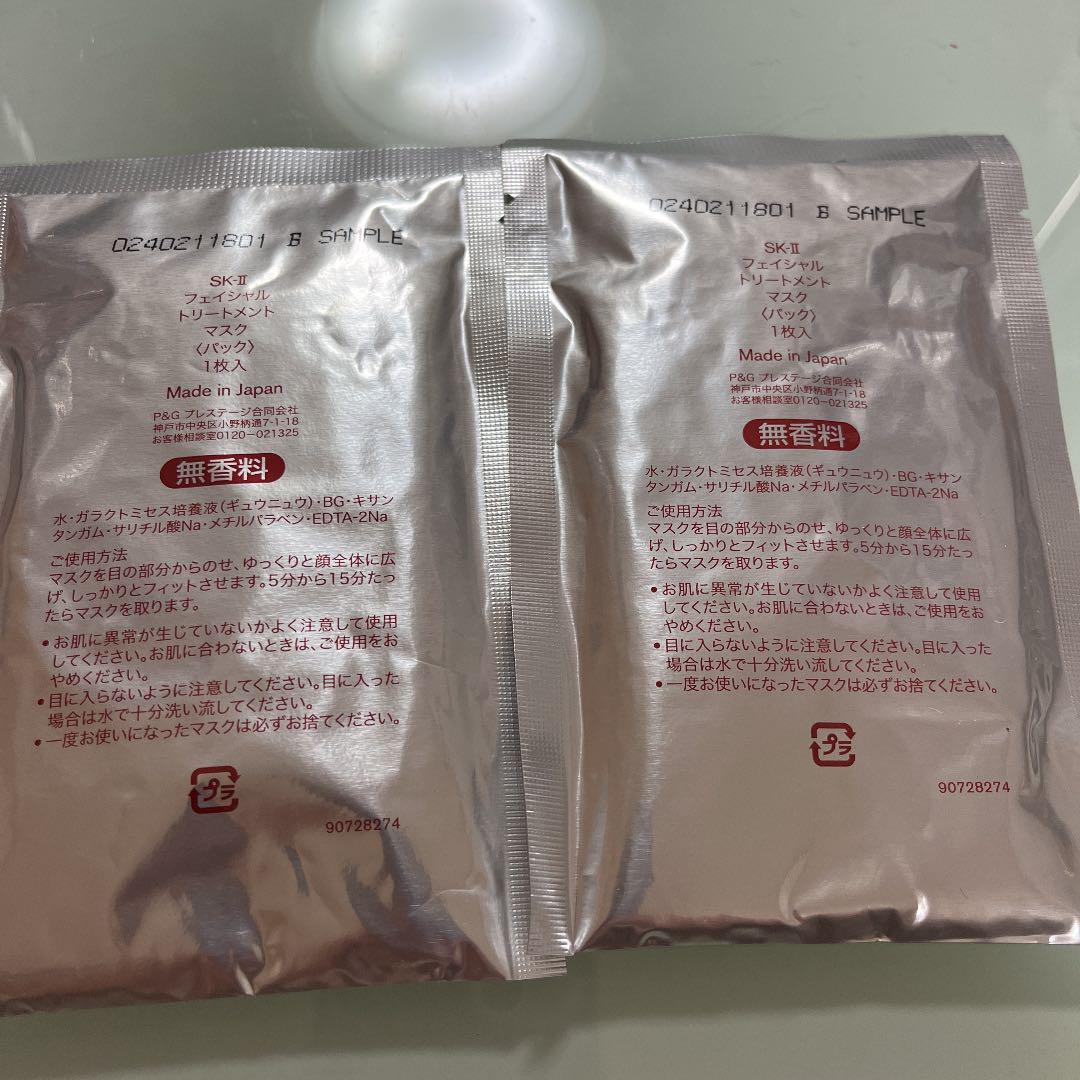 0240211801 B SAMPLE
SK-II
フェイシャル
トリートメント
マスク
〈パック〉
1枚入
Made in Japan
P&G プレステージ合同会社
神戸市中央区小野柄通7-1-18
お客様相談室0120-021325
無香料
水・ガラクトミセス培養液(ギュウニュウ)・BG・キサン
タンガム・サリチル酸Na・メチルパラベン・EDTA-2Na
ご使用方法
マスクを目の部分からのせ、ゆっくりと顔全体に広
げ、しっかりとフィットさせます。5分から15分たっ
たらマスクを取ります。
•お肌に異常が生じていないかよく注意して使用
してください。お肌に合わないときは、ご使用をお
やめください。
•目に入らないように注意してください。目に入った
場合は水で十分洗い流してください。
•一度お使いになったマスクは必ずお捨てください。
プラ
90728274
0240211801 B SAMPLE
SK-II
フェイシャル
トリートメント
マスク
〈パック〉
1枚入
Made in Japan
P&G プレステージ合同会社
神戸市中央区小野柄通7-1-18
お客様相談室0120-021325
無香料
水・ガラクトミセス培養液(ギュウニュウ)・BG・キサン
タンガム・サリチル酸Na・メチルパラベン・EDTA-2Na
ご使用方法
マスクを目の部分からのせ、ゆっくりと顔全体に広
げ、しっかりとフィットさせます。5分から15分たっ
たらマスクを取ります。
•お肌に異常が生じていないかよく注意して使用
してください。お肌に合わないときは、ご使用をお
やめください。
•目に入らないように注意してください。目に入った
場合は水で十分洗い流してください。
•一度お使いになったマスクは必ずお捨てください。
プラ
90728274